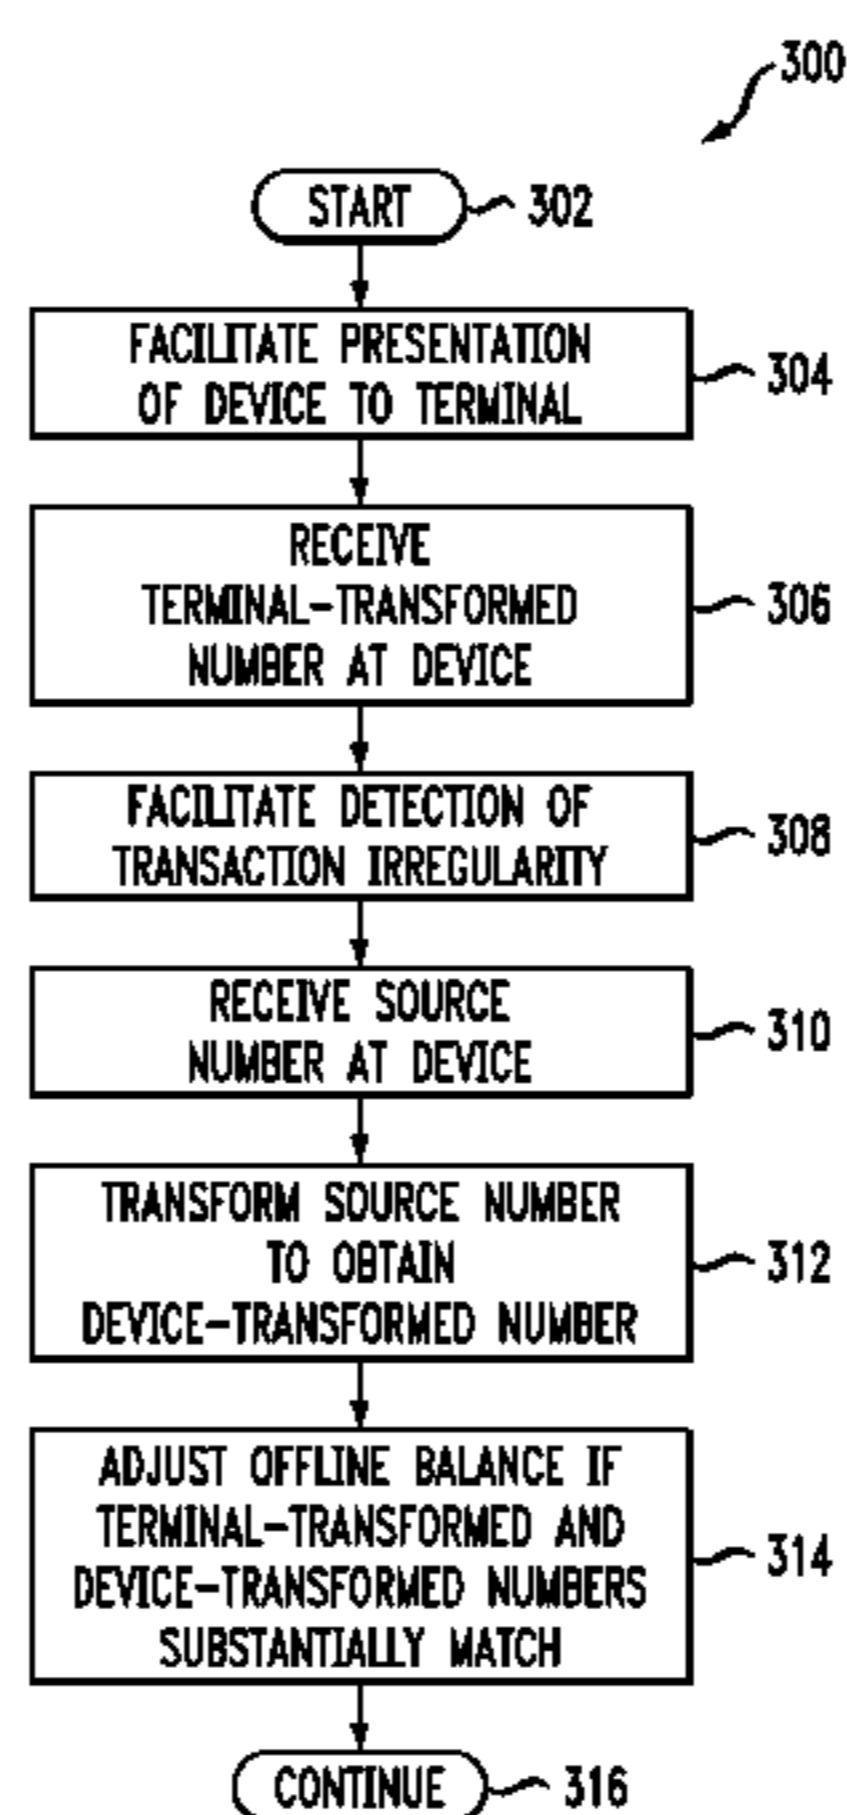 300
START 302
FACILITATE PRESENTATION
OF DEVICE TO TERMINAL
304
RECEIVE
TERMINAL-TRANSFORMED
NUMBER AT DEVICE
306
FACILITATE DETECTION OF
TRANSACTION IRREGULARITY
308
RECEIVE SOURCE
NUMBER AT DEVICE
310
TRANSFORM SOURCE NUMBER
TO OBTAIN
DEVICE-TRANSFORMED NUMBER
312
ADJUST OFFLINE BALANCE IF
TERMINAL-TRANSFORMED AND
DEVICE-TRANSFORMED NUMBERS
SUBSTANTIALLY MATCH
314
CONTINUE 316